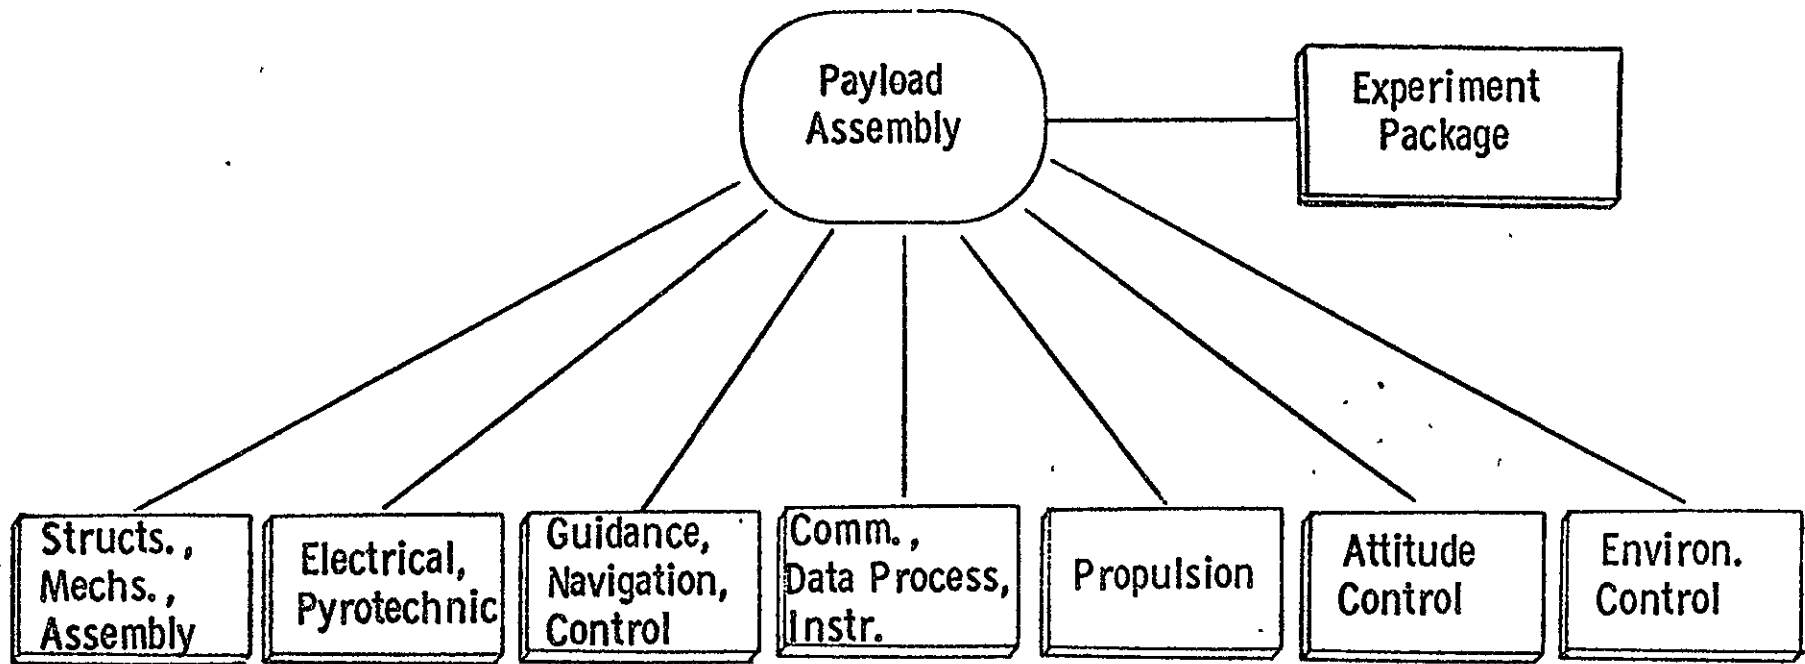 Payload
Assembly
Experiment
Package
Structs.,
Mechs.,
Assembly
Electrical,
Pyrotechnic
Guidance,
Navigation,
Control
Comm.,
Data Process,
Instr.
Propulsion
Attitude
Control
Environ.
Control